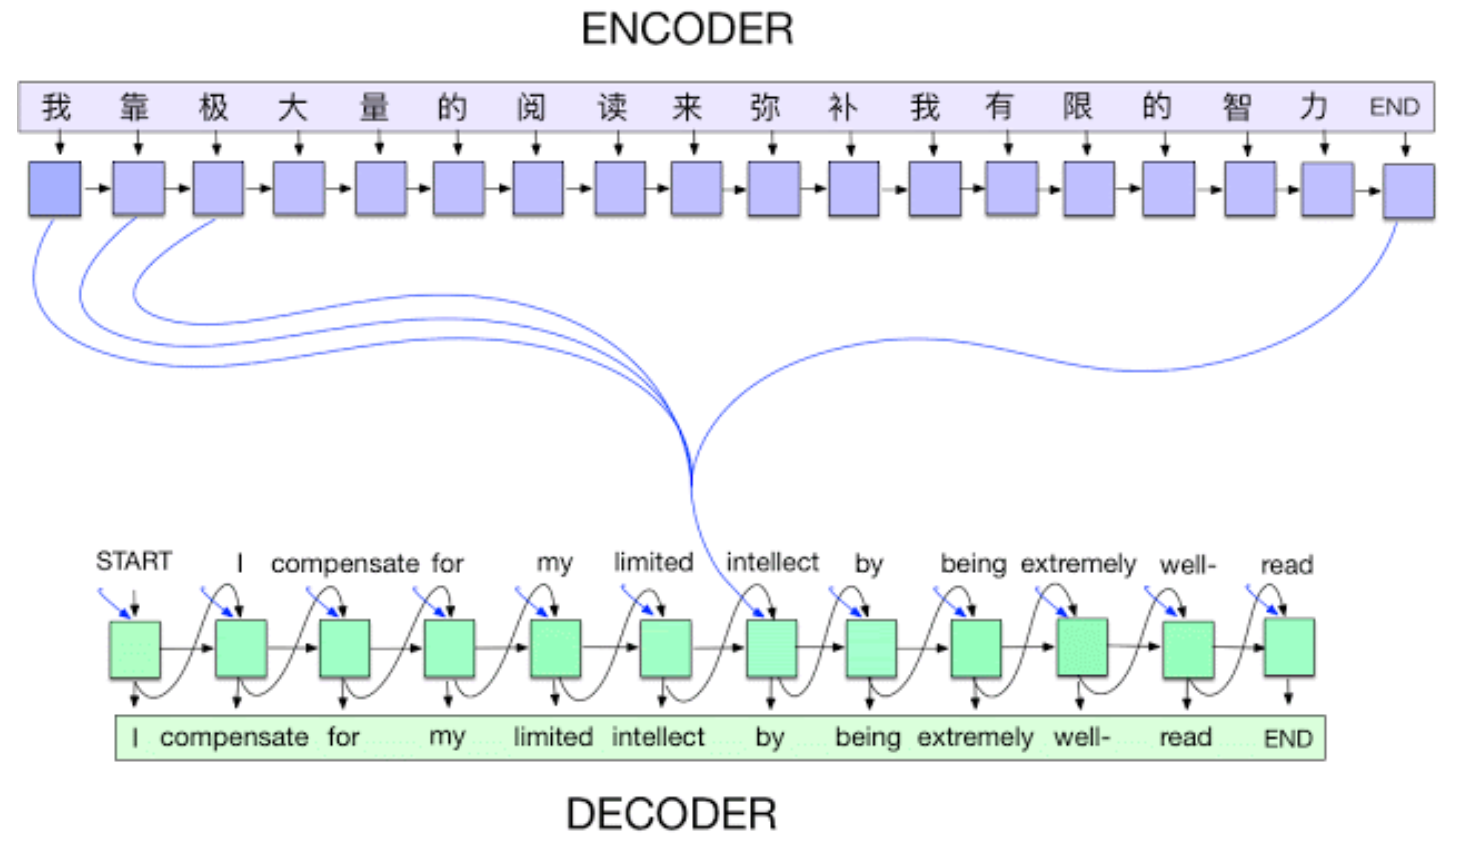 ENCODER
我 靠 极 大 量 的 阅 读 来 弥 补 我 有 限 的 智 力 END
START I compensate for my limited intellect by being extremely well- read
I compensate for my limited intellect by being extremely well- read END
DECODER